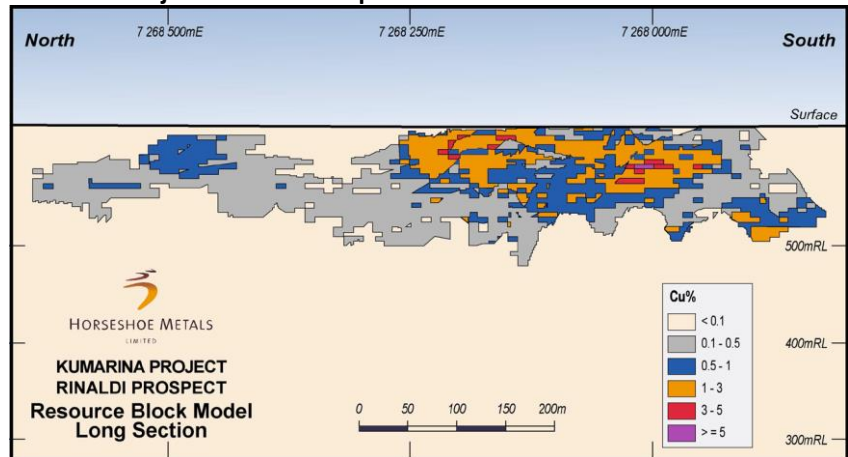 North
7 268 500mE
7 268 250mE
7 268 000mE
South
Surface
500mRL
400mRL
300mRL
HORSESHOE METALS
LIMITED
KUMARINA PROJECT
RINALDI PROSPECT
Resource Block Model
Long Section
0 50 100 150 200m
Cu%
< 0.1
0.1 - 0.5
0.5 - 1
1 - 3
3 - 5
> = 5